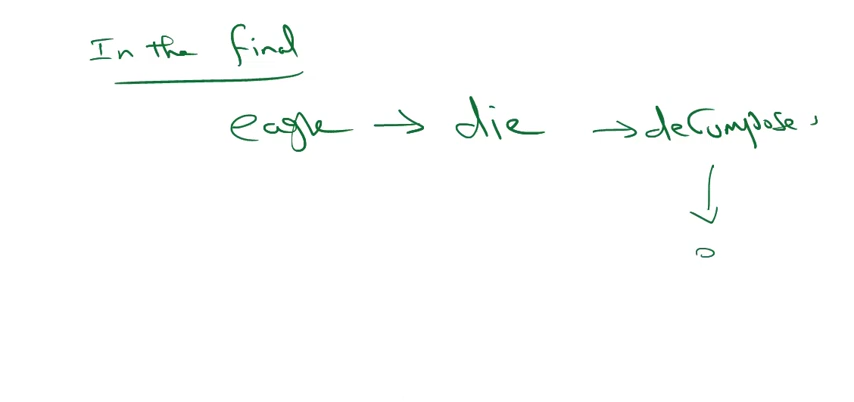 In the final
eagle → die → decompose,
↓
o